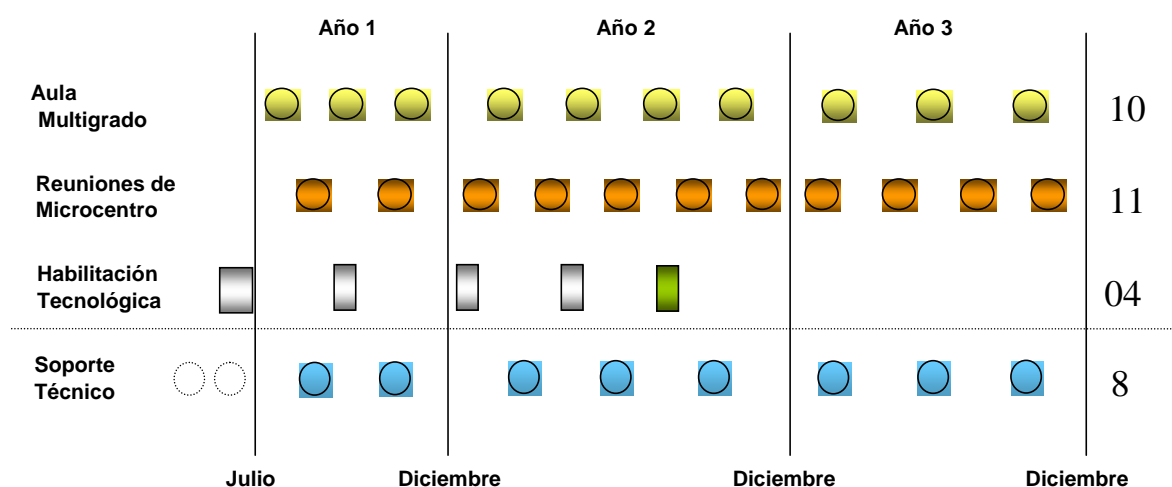 Año 1
Año 2
Año 3
Aula
Multigrado
10
Reuniones de
Microcentro
11
Habilitación
Tecnológica
04
Soporte
Técnico
8
Julio
Diciembre
Diciembre
Diciembre